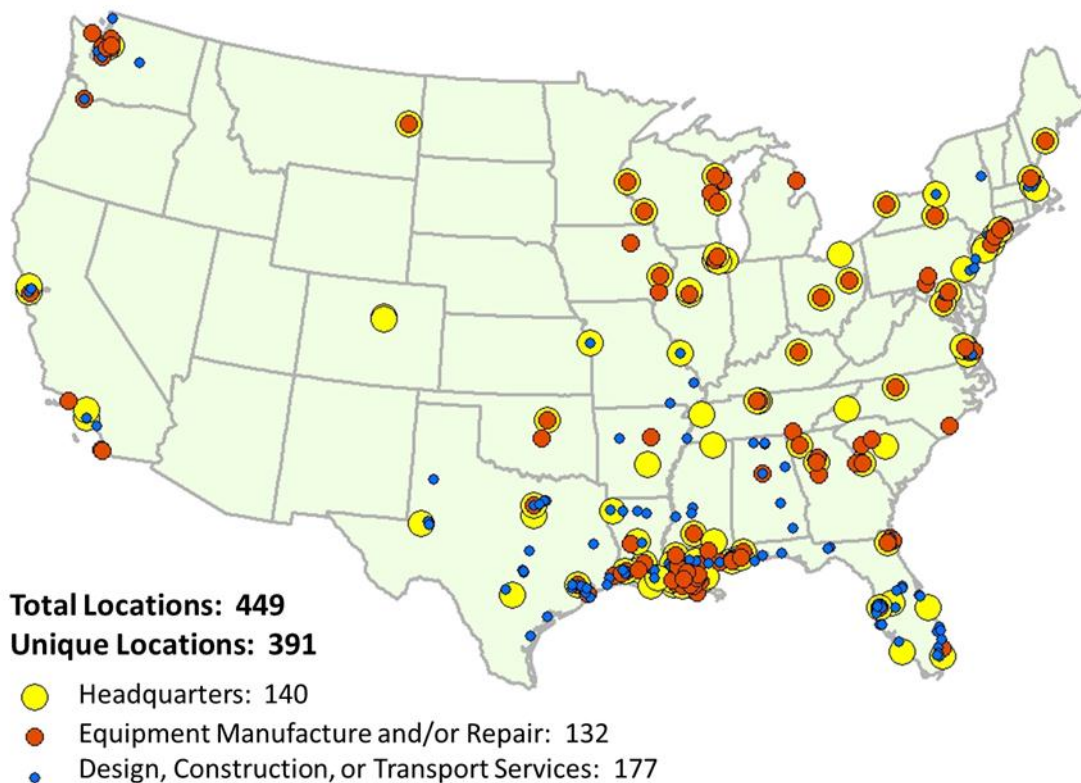 Total Locations: 449
Unique Locations: 391
Headquarters: 140
Equipment Manufacture and/or Repair: 132
Design, Construction, or Transport Services: 177